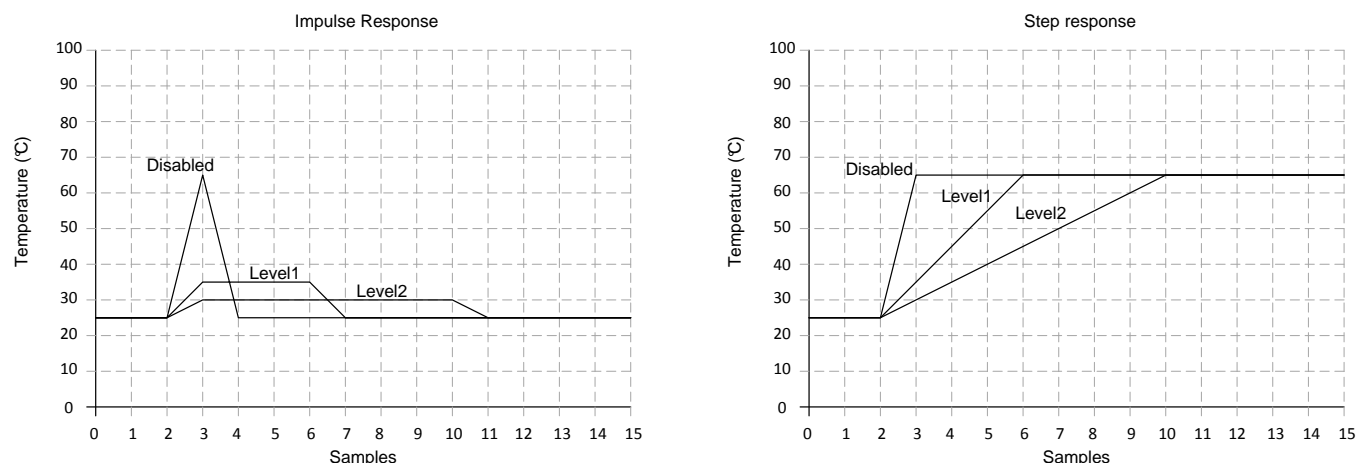 Impulse Response
100
90
80
70
60
50
40
30
20
10
0
Temperature (°C)
Disabled
Level1
Level2
0 1 2 3 4 5 6 7 8 9 10 11 12 13 14 15
Samples
Step response
100
90
80
70
60
50
40
30
20
10
0
Temperature (°C)
Disabled
Level1
Level2
0 1 2 3 4 5 6 7 8 9 10 11 12 13 14 15
Samples